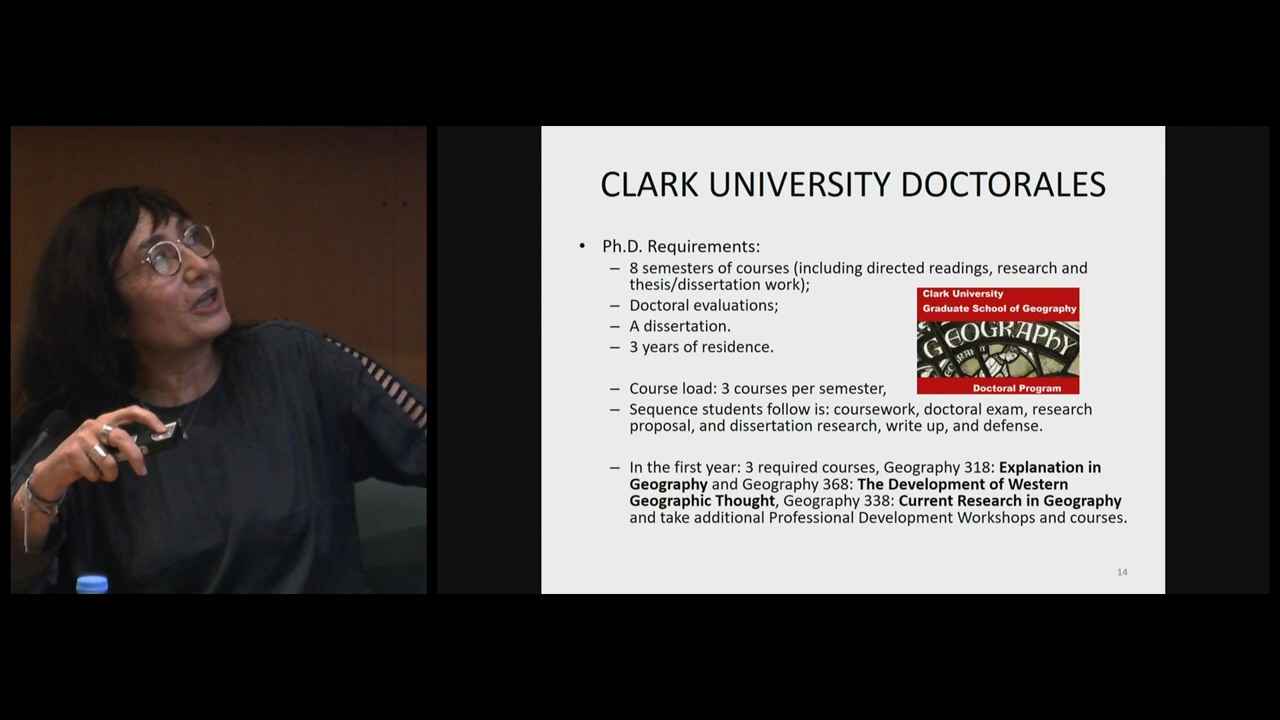 CLARK UNIVERSITY DOCTORALES
• Ph.D. Requirements:
– 8 semesters of courses (including directed readings, research and
thesis/dissertation work);
– Doctoral evaluations;
– A dissertation.
– 3 years of residence.
– Course load: 3 courses per semester,
– Sequence students follow is: coursework, doctoral exam, research
proposal, and dissertation research, write up, and defense.
– In the first year: 3 required courses, Geography 318: Explanation in
Geography and Geography 368: The Development of Western
Geographic Thought, Geography 338: Current Research in Geography
and take additional Professional Development Workshops and courses.
Clark University
Graduate School of Geography
GEOGRAPHY
Doctoral Program
14